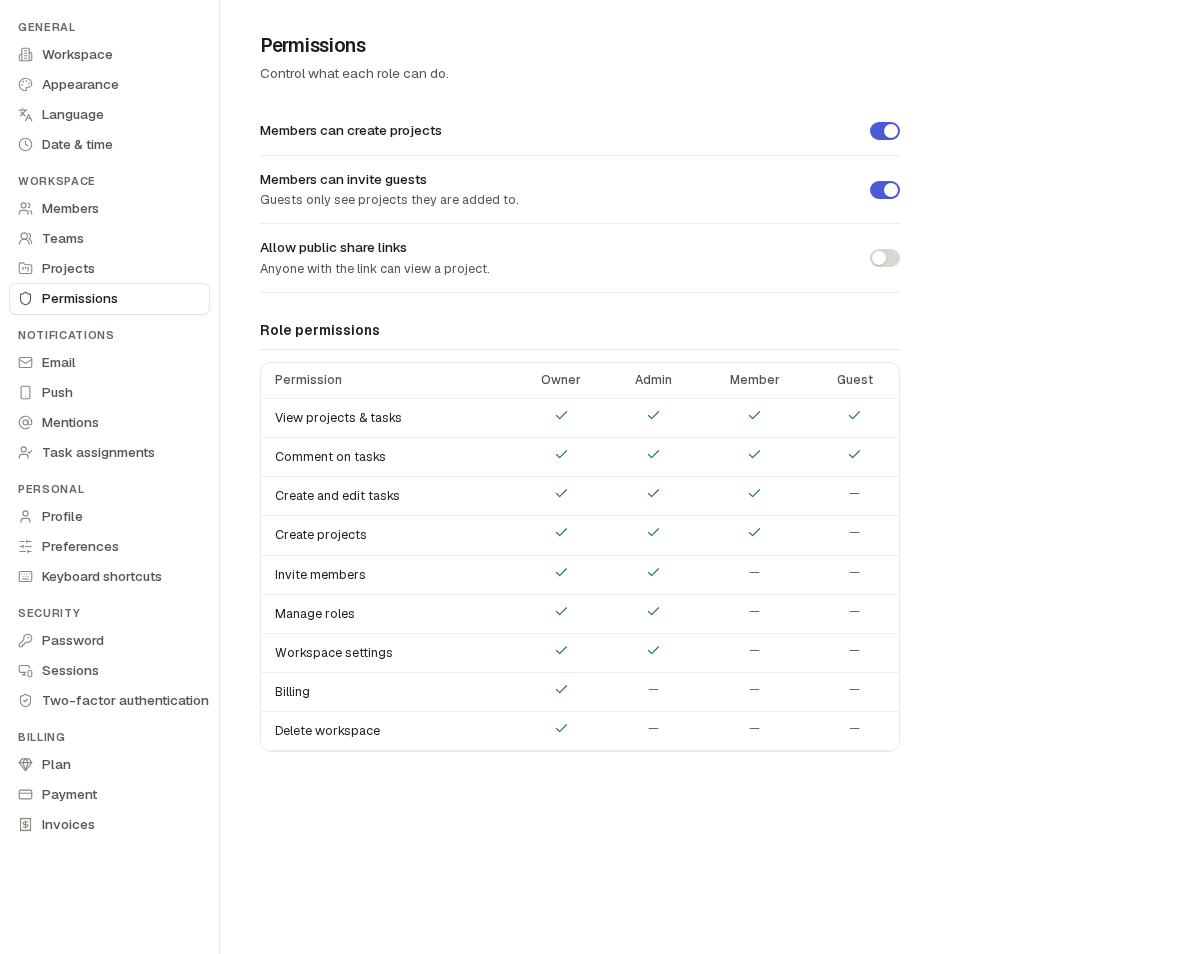 GENERAL
Workspace
Appearance
Language
Date & time
WORKSPACE
Members
Teams
Projects
Permissions
NOTIFICATIONS
Email
Push
Mentions
Task assignments
PERSONAL
Profile
Preferences
Keyboard shortcuts
SECURITY
Password
Sessions
Two-factor authentication
BILLING
Plan
Payment
Invoices
Permissions
Control what each role can do.
Members can create projects
Members can invite guests
Guests only see projects they are added to.
Allow public share links
Anyone with the link can view a project.
Role permissions
Permission Owner Admin Member Guest
View projects & tasks
Comment on tasks
Create and edit tasks —
Create projects —
Invite members — —
Manage roles — —
Workspace settings — —
Billing — — —
Delete workspace — — —